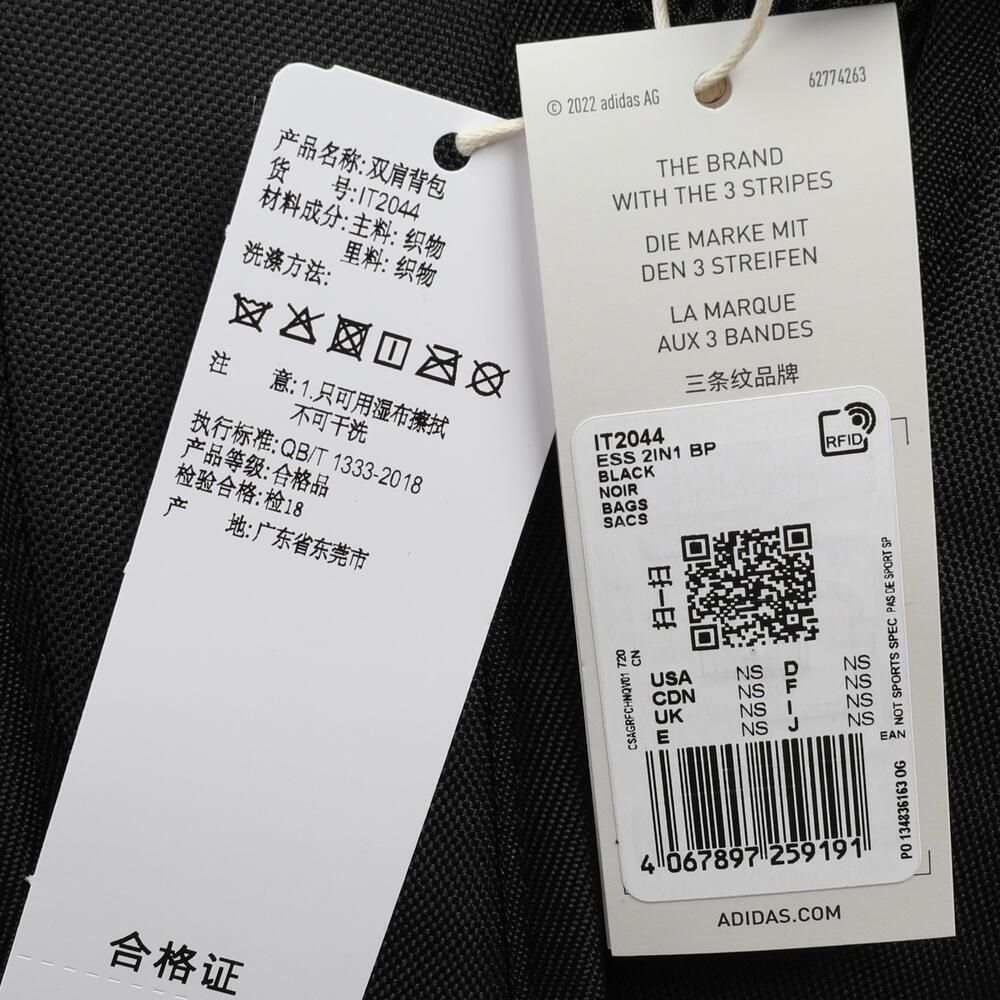 产品名称:双肩背包
货 号:IT2044
材料成分:主料: 织物
里料: 织物
洗涤方法:
注 意:1.只可用湿布擦拭
不可干洗
执行标准:QB/T 1333-2018
产品等级:合格品
检验合格:检18
产 地:广东省东莞市
合格证
© 2022 adidas AG
62774263
THE BRAND
WITH THE 3 STRIPES
DIE MARKE MIT
DEN 3 STREIFEN
LA MARQUE
AUX 3 BANDES
三条纹品牌
RFID
IT2044
ESS 2IN1 BP
BLACK
NOIR
BAGS
SACS
扫一扫
CSAGRFCHNQV01 720
CN
USA NS D NS
CDN NS F NS
UK NS I NS
E NS J NS
EAN NOT SPORTS SPEC PAS DE SPORT SP
PO 134836163 OG
4 067897 259191
ADIDAS.COM